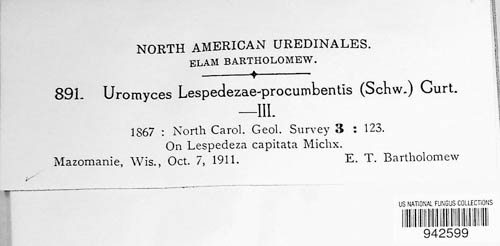 NORTH AMERICAN UREDINALES.
ELAM BARTHOLOMEW.
891. Uromyces Lespedezae-procumbentis (Schw.) Curt.
—III.
1867 : North Carol. Geol. Survey 3 : 123.
On Lespedeza capitata Michx.
Mazomanie, Wis., Oct. 7, 1911. E. T. Bartholomew
US NATIONAL FUNGUS COLLECTIONS
942599